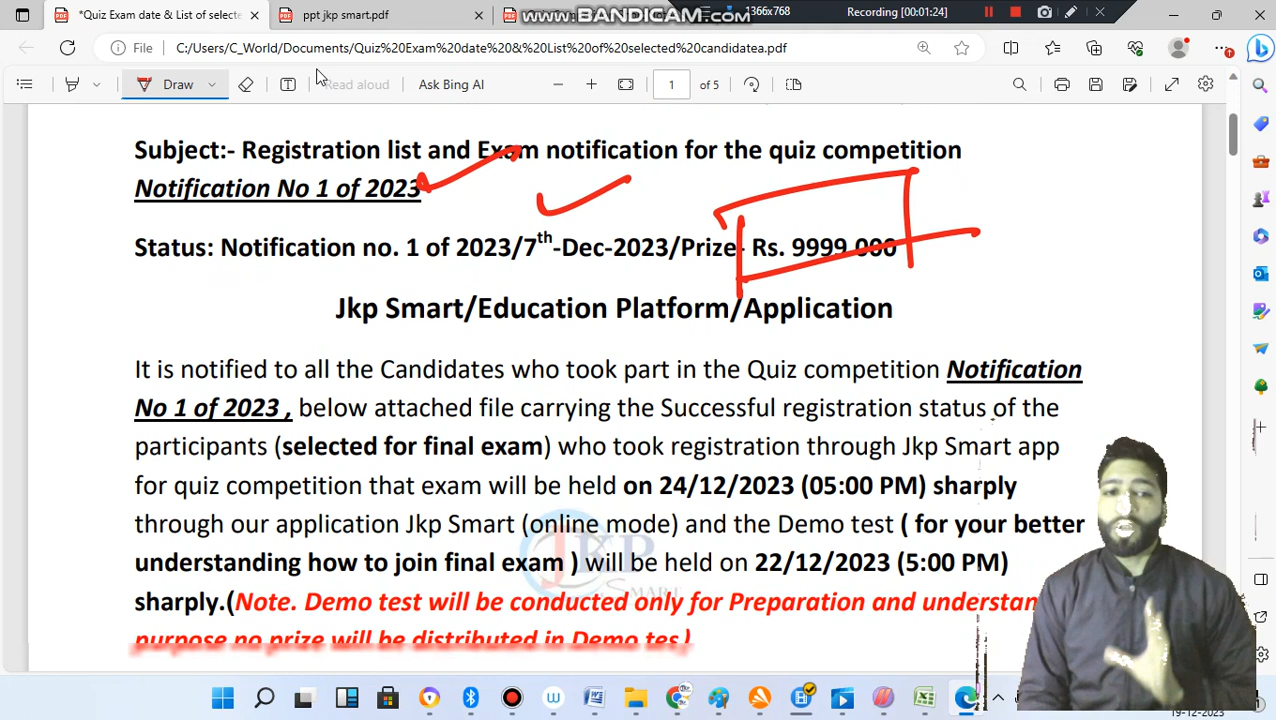 *Quiz Exam date & List of selecte
ppt jkp smart.pdf
www.BANDICAM.com
1366x768
Recording [00:01:24]
File
C:/Users/C_World/Documents/Quiz%20Exam%20date%20&%20List%20of%20selected%20candidatea.pdf
Draw
Read aloud
Ask Bing AI
1
of 5
Subject:- Registration list and Exam notification for the quiz competition
Notification No 1 of 2023
Status: Notification no. 1 of 2023/7th-Dec-2023/Prize- Rs. 9999.000
Jkp Smart/Education Platform/Application
It is notified to all the Candidates who took part in the Quiz competition Notification
No 1 of 2023 , below attached file carrying the Successful registration status of the
participants (selected for final exam) who took registration through Jkp Smart app
for quiz competition that exam will be held on 24/12/2023 (05:00 PM) sharply
through our application Jkp Smart (online mode) and the Demo test ( for your better
understanding how to join final exam ) will be held on 22/12/2023 (5:00 PM)
sharply.(Note. Demo test will be conducted only for Preparation and understan
purpose no prize will be distributed in Demo tes)
JKP
SMART
19-12-2023